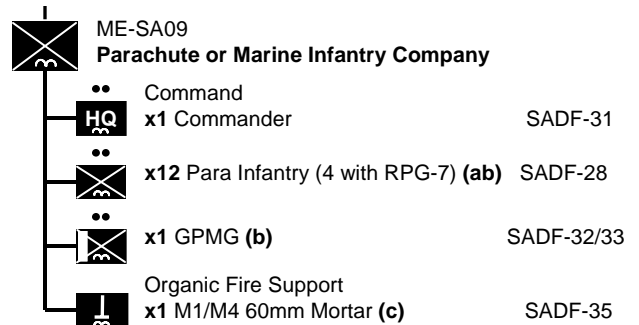 ME-SA09
Parachute or Marine Infantry Company
Command
HQ x1 Commander SADF-31
x12 Para Infantry (4 with RPG-7) (ab) SADF-28
x1 GPMG (b) SADF-32/33
Organic Fire Support
x1 M1/M4 60mm Mortar (c) SADF-35